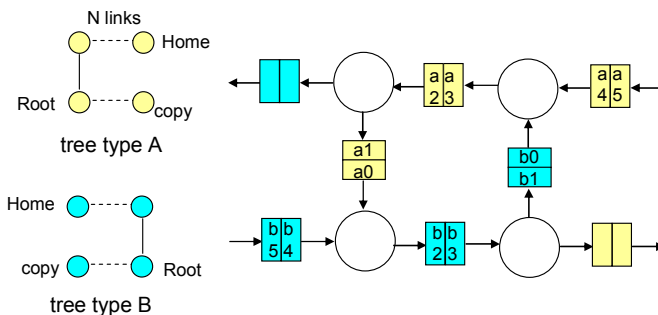 N links
Home
Root
copy
tree type A
Home
copy
Root
tree type B
a a
2 3
a a
4 5
a1
a0
b0
b1
b b
5 4
b b
2 3